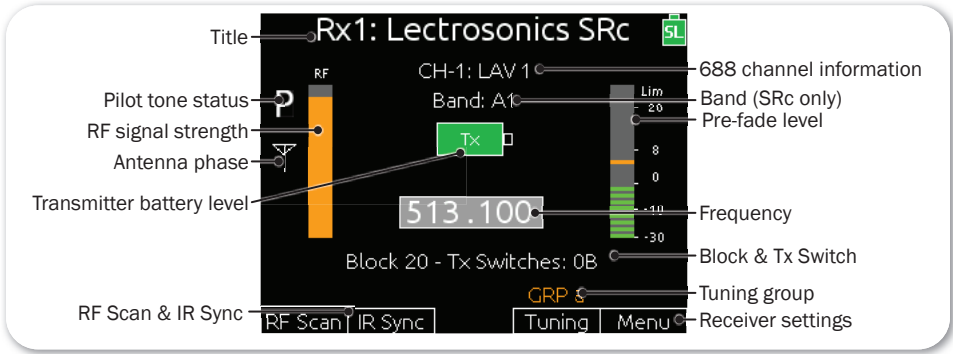 Title
Rx1: Lectrosonics SRc
SL
RF
CH-1: LAV 1
688 channel information
Pilot tone status
P
Band: A1
Lim
Band (SRc only)
20
Pre-fade level
RF signal strength
Tx
8
Antenna phase
0
Transmitter battery level
513.100
-10
Frequency
-30
Block 20 - Tx Switches: 0B
Block & Tx Switch
GRP
Tuning group
RF Scan & IR Sync
RF Scan
IR Sync
Tuning
Menu
Receiver settings